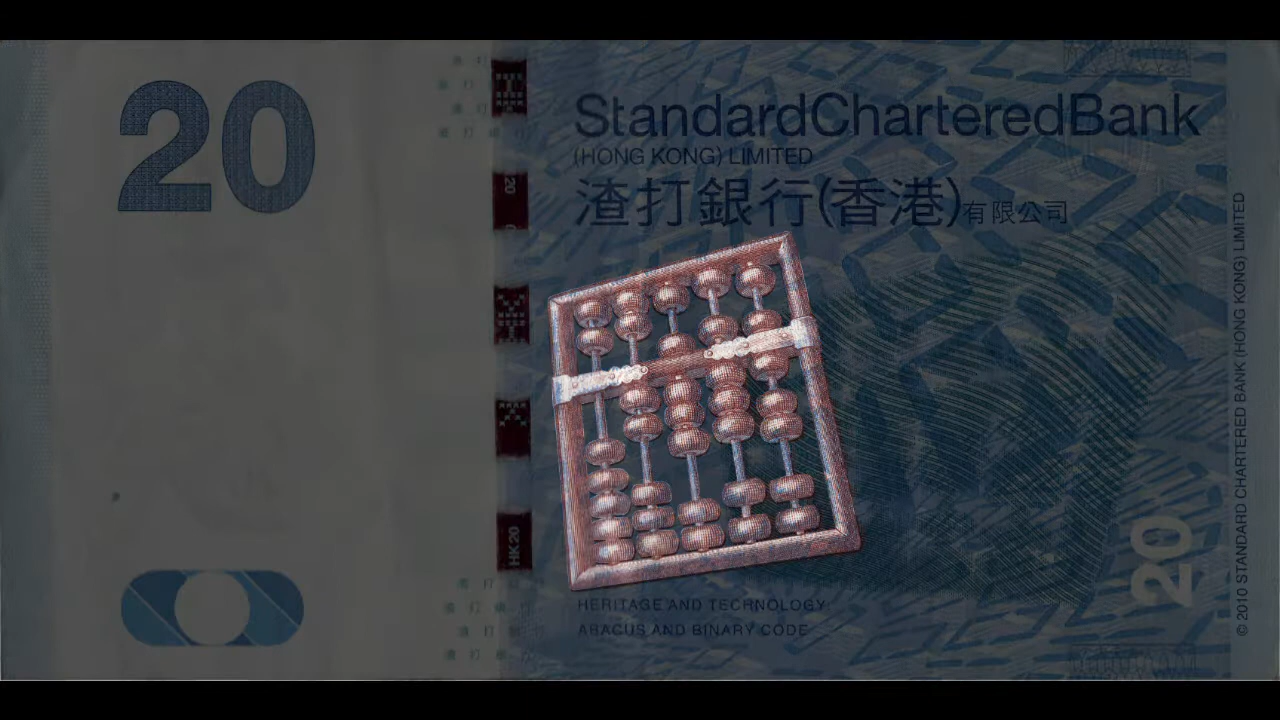 20
StandardCharteredBank
(HONG KONG) LIMITED
渣打銀行(香港)有限公司
20
HK20
HERITAGE AND TECHNOLOGY:
ABACUS AND BINARY CODE
20
© 2010 STANDARD CHARTERED BANK (HONG KONG) LIMITED